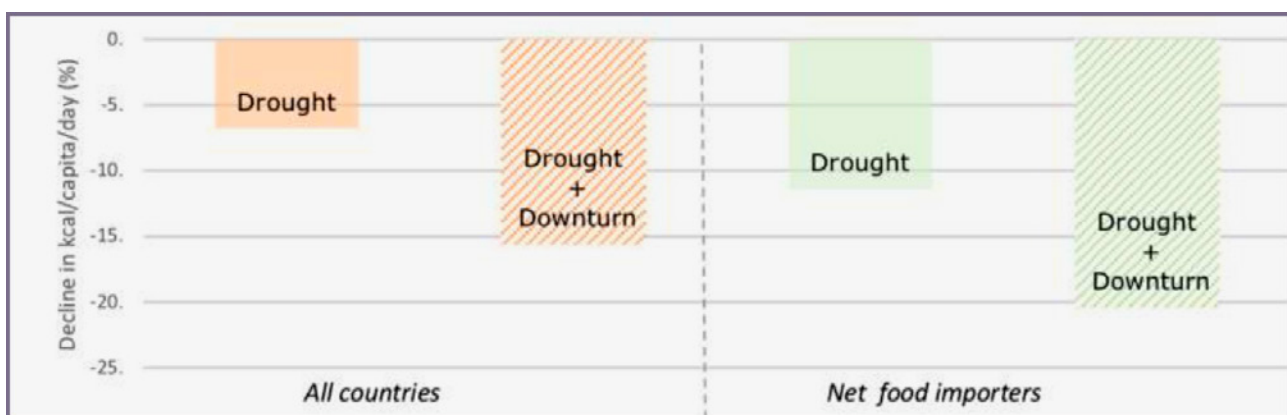 Decline in kcal/capita/day (%)
0.
-5.
-10.
-15.
-20.
-25.
Drought
Drought
+
Downturn
Drought
Drought
+
Downturn
All countries
Net food importers